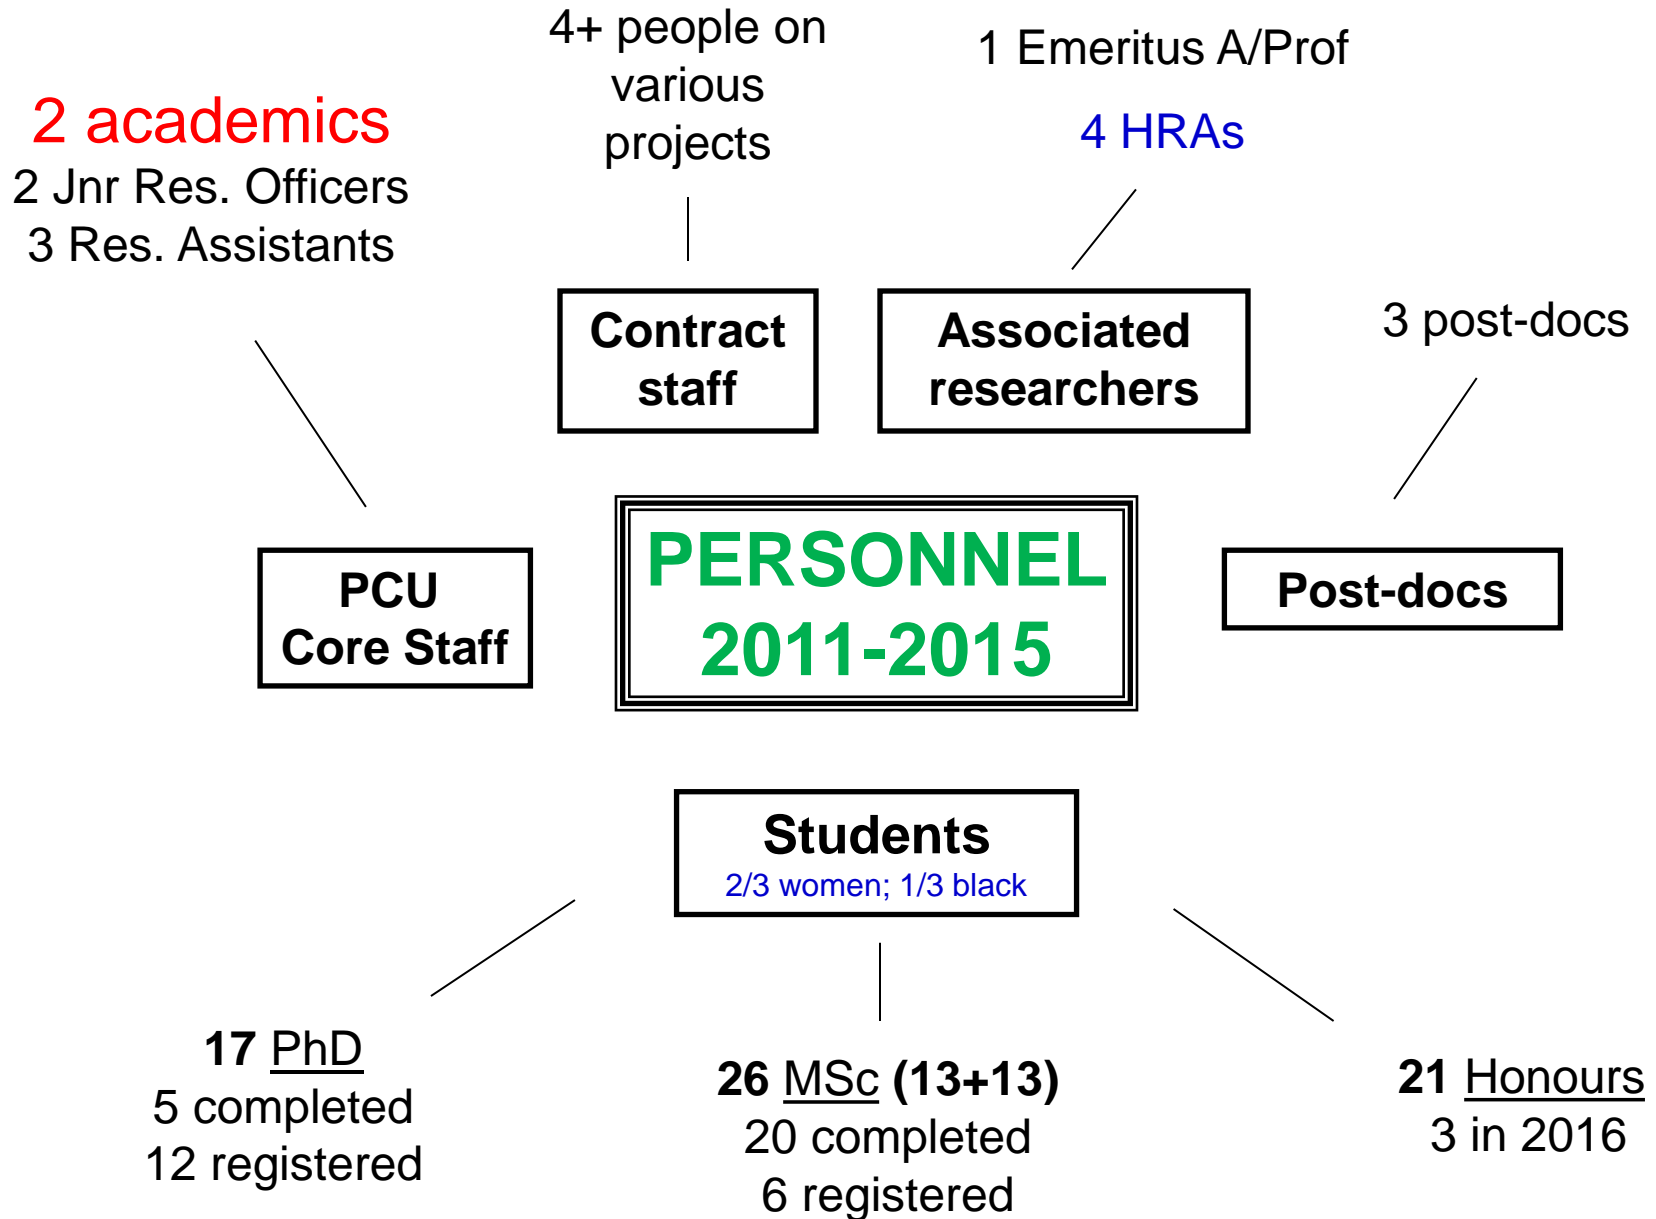 4+ people on
various
projects
1 Emeritus A/Prof
4 HRAs
2 academics
2 Jnr Res. Officers
3 Res. Assistants
Contract
staff
Associated
researchers
3 post-docs
PCU
Core Staff
PERSONNEL
2011-2015
Post-docs
Students
2/3 women; 1/3 black
17 PhD
5 completed
12 registered
26 MSc (13+13)
20 completed
6 registered
21 Honours
3 in 2016